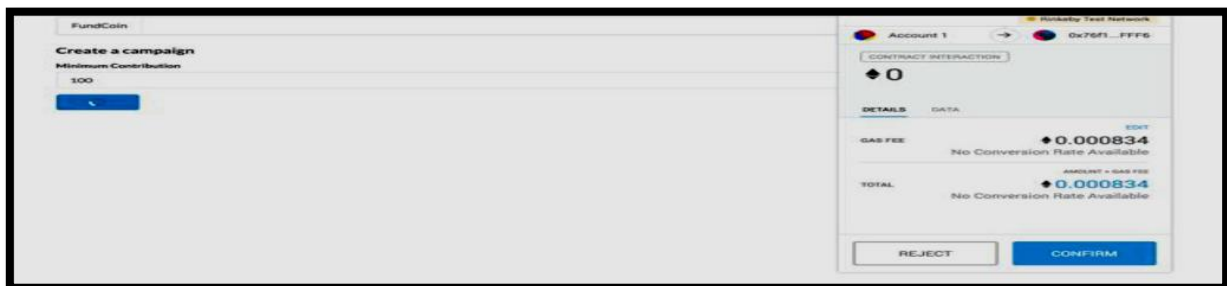 FundCoin
Create a campaign
Minimum Contribution
100
Rinkeby Test Network
Account 1 → 0x76f1...FFF6
CONTRACT INTERACTION
0
DETAILS DATA
EDIT
GAS FEE 0.000834
No Conversion Rate Available
AMOUNT + GAS FEE
TOTAL 0.000834
No Conversion Rate Available
REJECT CONFIRM